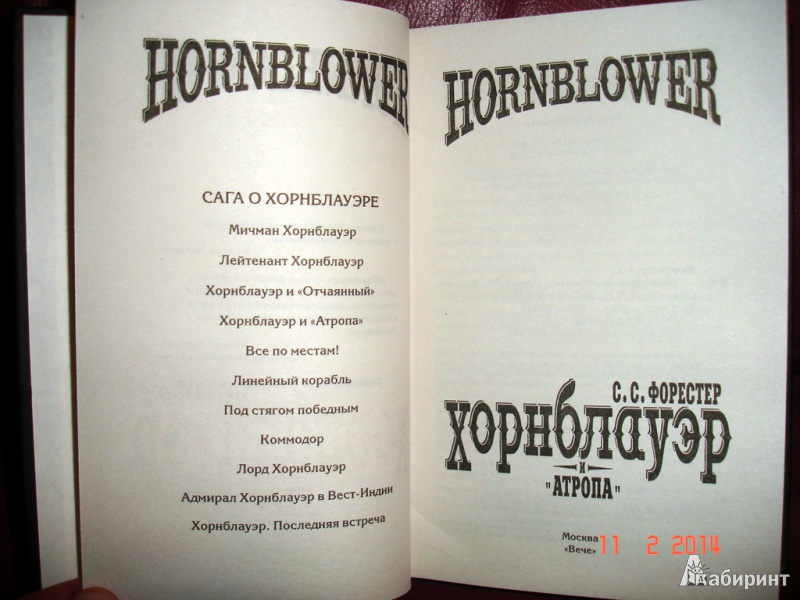 HORNBLOWER
САГА О ХОРНБЛАУЭРЕ
Мичман Хорнблауэр
Лейтенант Хорнблауэр
Хорнблауэр и «Отчаянный»
Хорнблауэр и «Атропа»
Все по местам!
Линейный корабль
Под стягом победным
Коммодор
Лорд Хорнблауэр
Адмирал Хорнблауэр в Вест-Индии
Хорнблауэр. Последняя встреча
HORNBLOWER
С. С. ФОРЕСТЕР
Хорнблауэр
и
"АТРОПА"
Москва
«Вече»
11 2 2014
Лабиринт